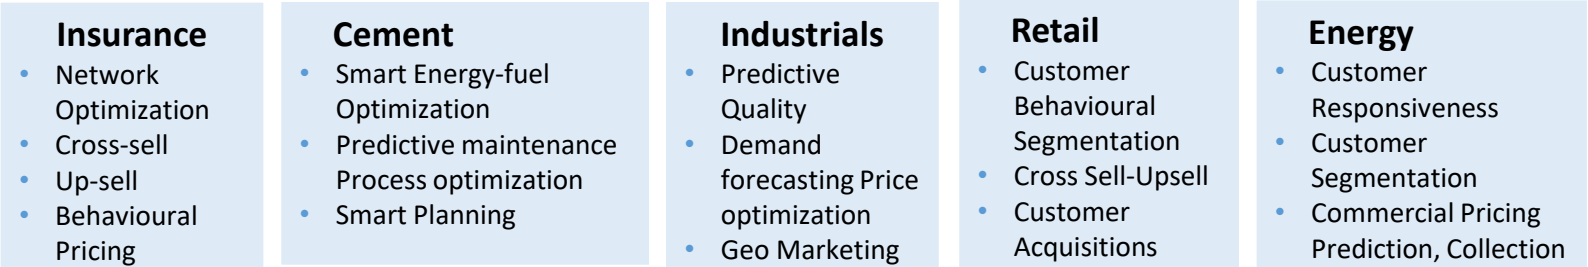 Insurance
• Network
Optimization
• Cross-sell
• Up-sell
• Behavioural
Pricing
Cement
• Smart Energy-fuel
Optimization
• Predictive maintenance
Process optimization
• Smart Planning
Industrials
• Predictive
Quality
• Demand
forecasting Price
optimization
• Geo Marketing
Retail
• Customer
Behavioural
Segmentation
• Cross Sell-Upsell
• Customer
Acquisitions
Energy
• Customer
Responsiveness
• Customer
Segmentation
• Commercial Pricing
Prediction, Collection